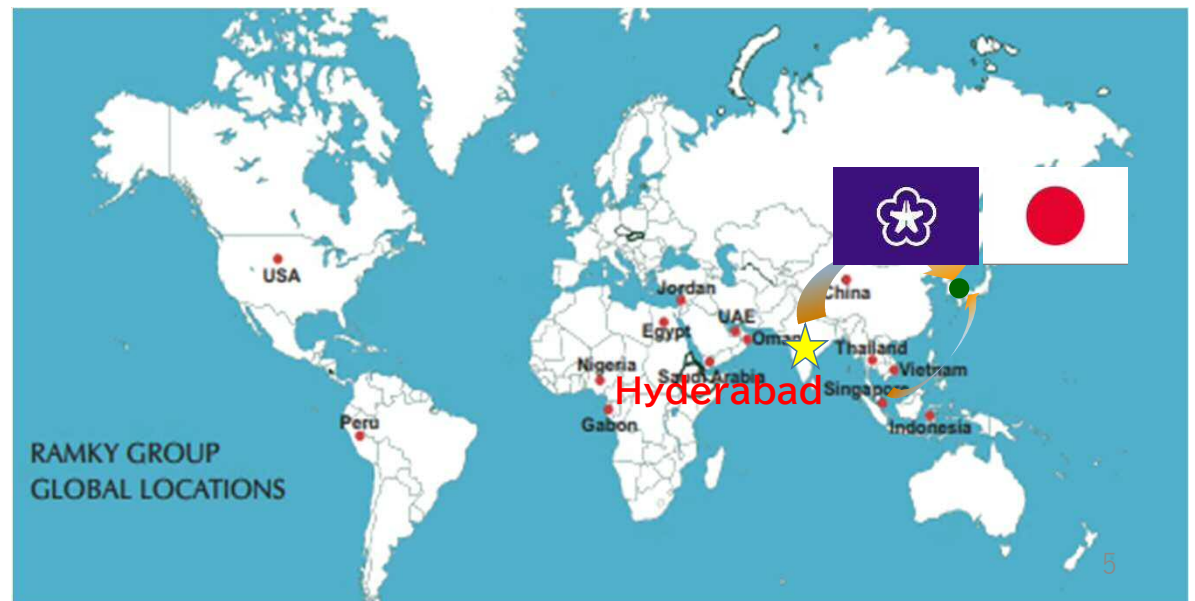 USA
Jordan
China
Egypt
UAE
Oman
Thailand
Nigeria
Saudi Arabia
Vietnam
Hyderabad
Singapore
Peru
Gabon
Indonesia
RAMKY GROUP
GLOBAL LOCATIONS
5